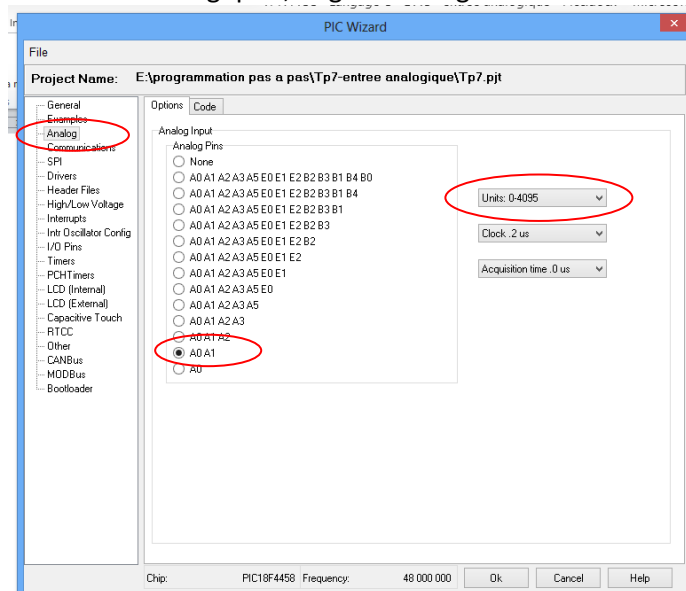 PIC Wizard
File
Project Name: E:\programmation pas a pas\Tp7-entree analogique\Tp7.pjt
General
Examples
Analog
Communications
SPI
Drivers
Header Files
High/Low Voltage
Interrupts
Intr Oscillator Config
I/O Pins
Timers
PCHTimers
LCD (Internal)
LCD (External)
Capacitive Touch
RTCC
Other
CANBus
MODBus
Bootloader
Options Code
Analog Input
Analog Pins
None
A0 A1 A2 A3 A5 E0 E1 E2 B2 B3 B1 B4 B0
A0 A1 A2 A3 A5 E0 E1 E2 B2 B3 B1 B4
A0 A1 A2 A3 A5 E0 E1 E2 B2 B3 B1
A0 A1 A2 A3 A5 E0 E1 E2 B2 B3
A0 A1 A2 A3 A5 E0 E1 E2 B2
A0 A1 A2 A3 A5 E0 E1 E2
A0 A1 A2 A3 A5 E0 E1
A0 A1 A2 A3 A5 E0
A0 A1 A2 A3 A5
A0 A1 A2 A3
A0 A1 A2
A0 A1
A0
Units: 0-4095
Clock .2 us
Acquisition time .0 us
Chip: PIC18F4458 Frequency: 48 000 000 Ok Cancel Help